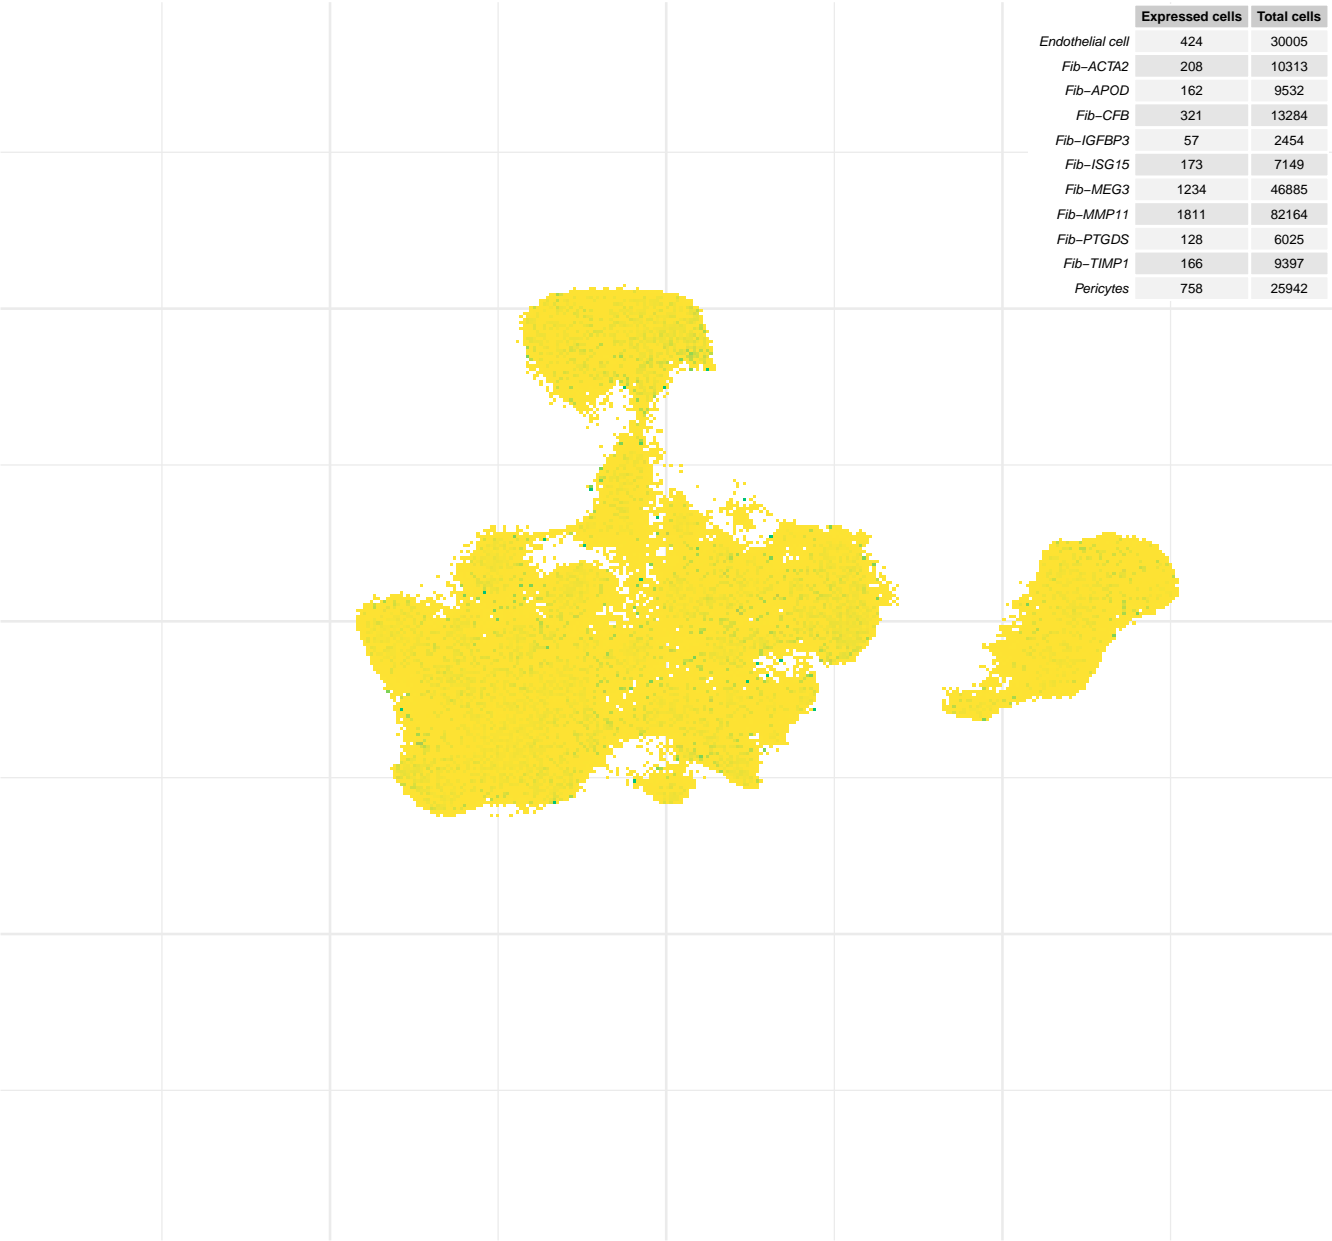 Expressed cells Total cells
Endothelial cell 424 30005
Fib−ACTA2 208 10313
Fib−APOD 162 9532
Fib−CFB 321 13284
Fib−IGFBP3 57 2454
Fib−ISG15 173 7149
Fib−MEG3 1234 46885
Fib−MMP11 1811 82164
Fib−PTGDS 128 6025
Fib−TIMP1 166 9397
Pericytes 758 25942